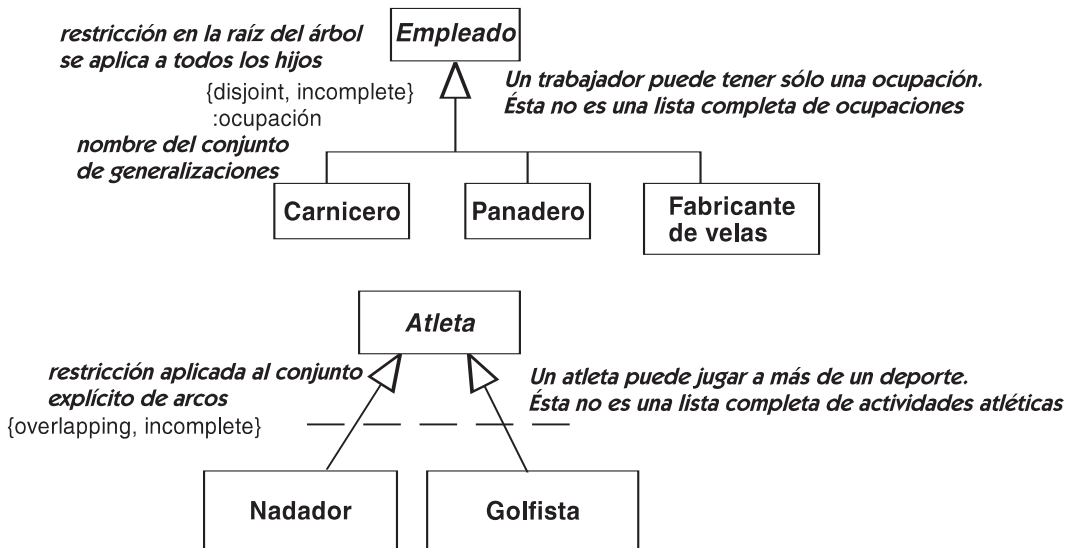 restricción en la raíz del árbol
se aplica a todos los hijos
Empleado
{disjoint, incomplete}
:ocupación
Un trabajador puede tener sólo una ocupación.
Ésta no es una lista completa de ocupaciones
nombre del conjunto
de generalizaciones
Carnicero
Panadero
Fabricante
de velas
Atleta
restricción aplicada al conjunto
explícito de arcos
{overlapping, incomplete}
Un atleta puede jugar a más de un deporte.
Ésta no es una lista completa de actividades atléticas
Nadador
Golfista